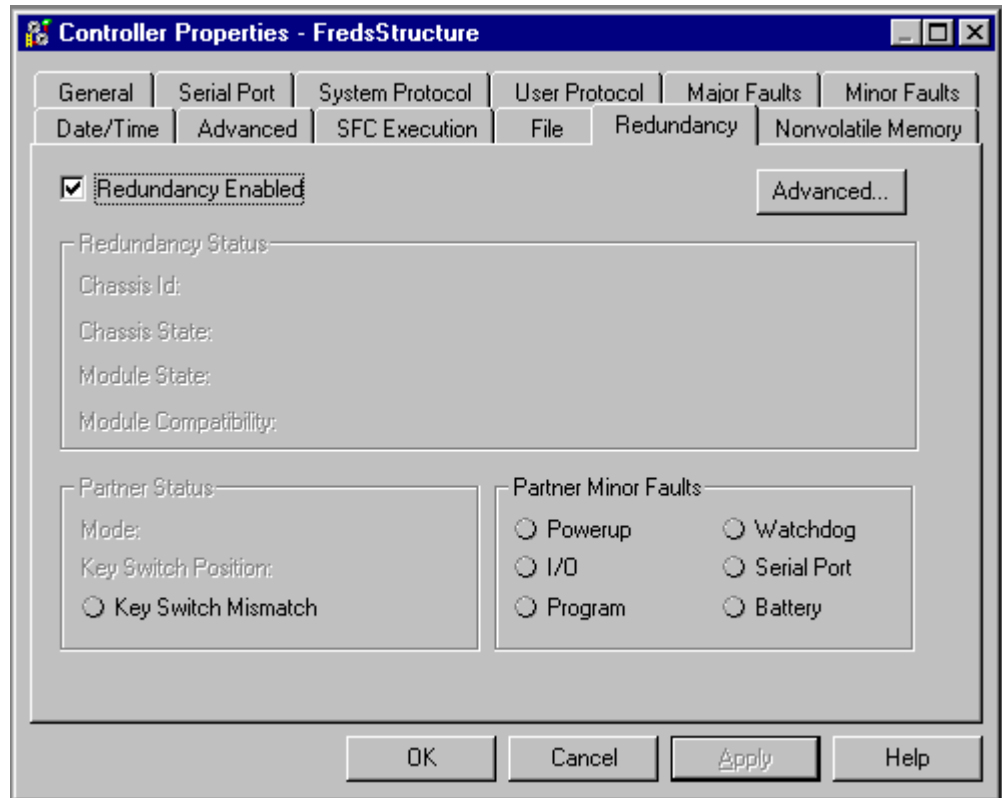 Controller Properties - FredsStructure
General Serial Port System Protocol User Protocol Major Faults Minor Faults
Date/Time Advanced SFC Execution File Redundancy Nonvolatile Memory
Redundancy Enabled
Advanced...
Redundancy Status
Chassis Id:
Chassis State:
Module State:
Module Compatibility:
Partner Status
Mode:
Key Switch Position:
Key Switch Mismatch
Partner Minor Faults
Powerup Watchdog
I/O Serial Port
Program Battery
OK Cancel Apply Help